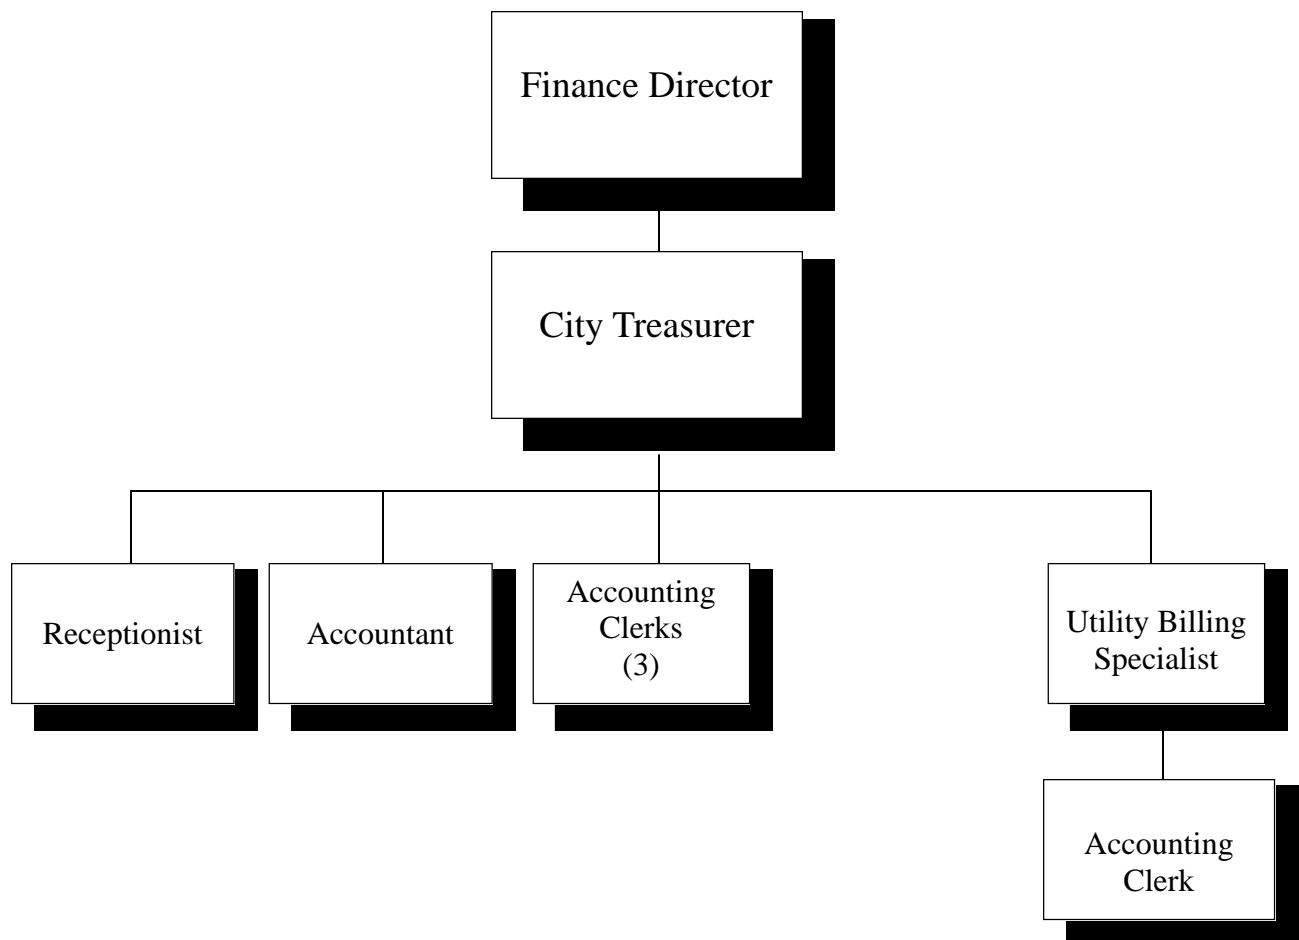 Finance Director
City Treasurer
Receptionist
Accountant
Accounting
Clerks
(3)
Utility Billing
Specialist
Accounting
Clerk